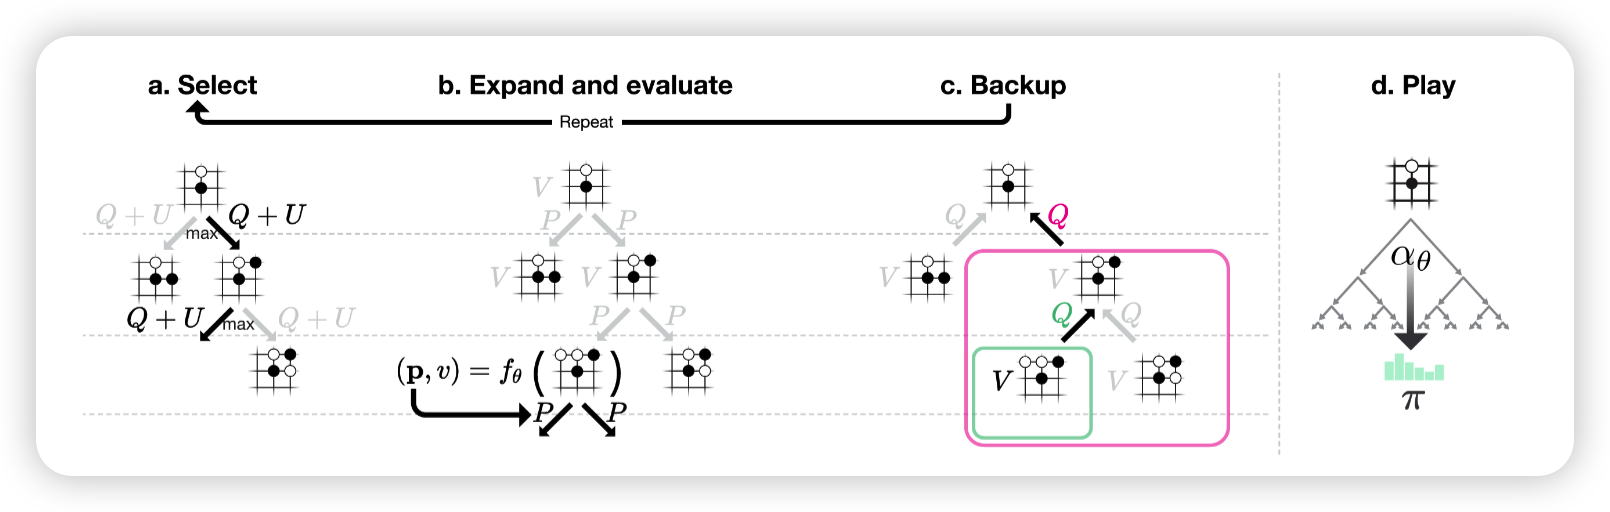 a. Select
b. Expand and evaluate
c. Backup
d. Play
Repeat
Q + U
Q + U
max
Q + U
max
Q + U
V
P
P
V
V
P
P
(p, v) = fθ ( )
P
P
Q
Q
V
V
Q
Q
V
V
αθ
π